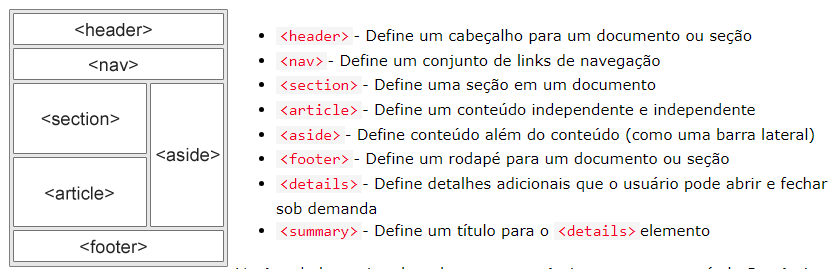 <header>
<nav>
<section>
<aside>
<article>
<footer>
<header> - Define um cabeçalho para um documento ou seção
<nav> - Define um conjunto de links de navegação
<section> - Define uma seção em um documento
<article> - Define um conteúdo independente e independente
<aside> - Define conteúdo além do conteúdo (como uma barra lateral)
<footer> - Define um rodapé para um documento ou seção
<details> - Define detalhes adicionais que o usuário pode abrir e fechar
sob demanda
<summary> - Define um título para o <details> elemento